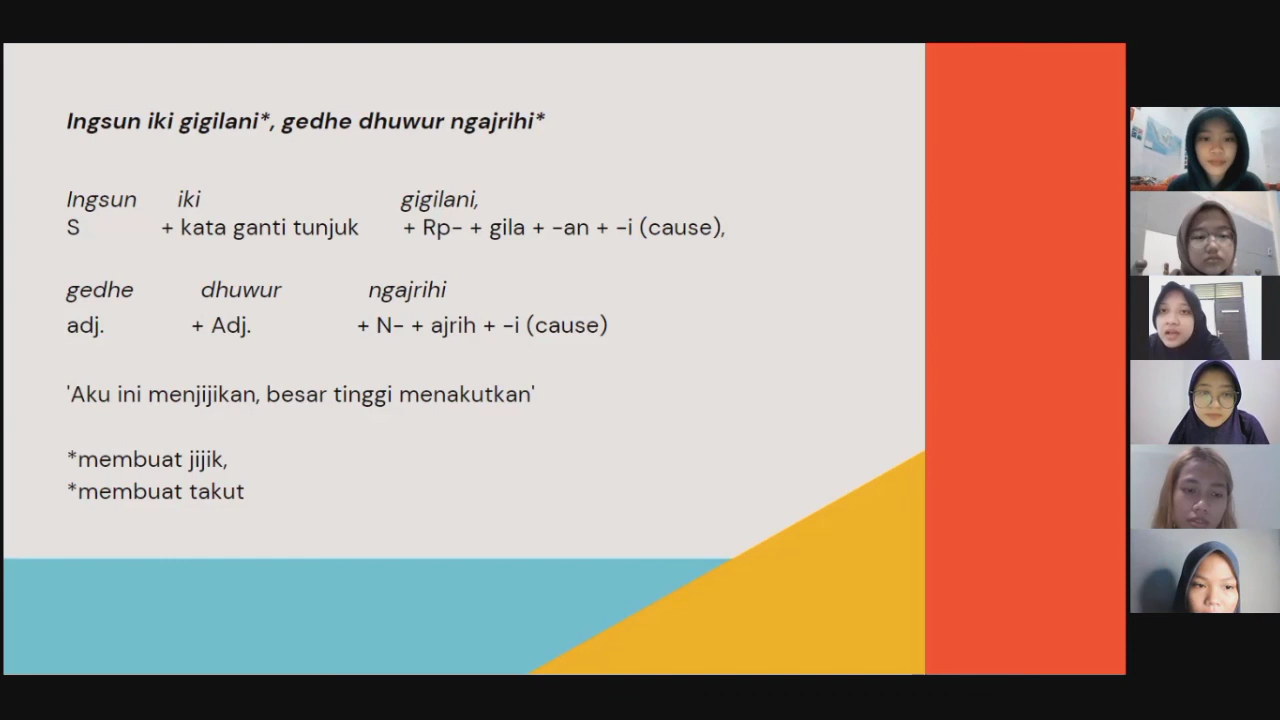 Ingsun iki gigilani*, gedhe dhuwur ngajrihi*
Ingsun iki gigilani,
S + kata ganti tunjuk + Rp- + gila + -an + -i (cause),
gedhe dhuwur ngajrihi
adj. + Adj. + N- + ajrih + -i (cause)
'Aku ini menjijikan, besar tinggi menakutkan'
*membuat jijik,
*membuat takut